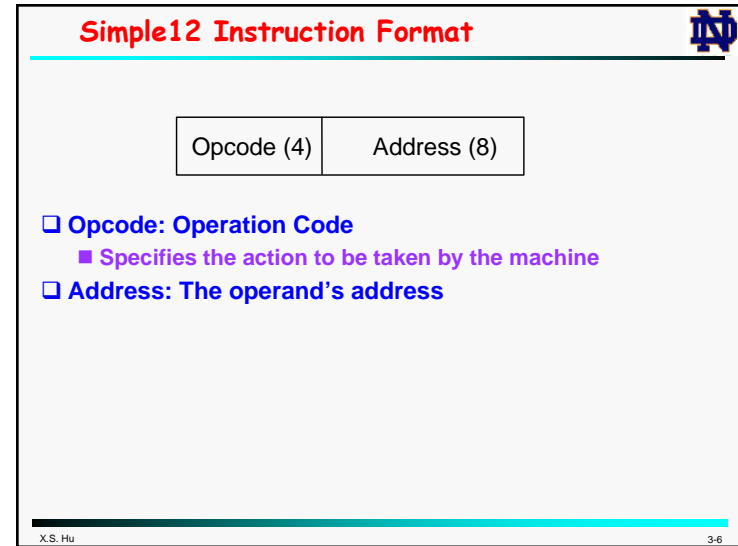 Simple12 Instruction Format
ND
Opcode (4) Address (8)
Opcode: Operation Code
Specifies the action to be taken by the machine
Address: The operand's address
X.S. Hu 3-6